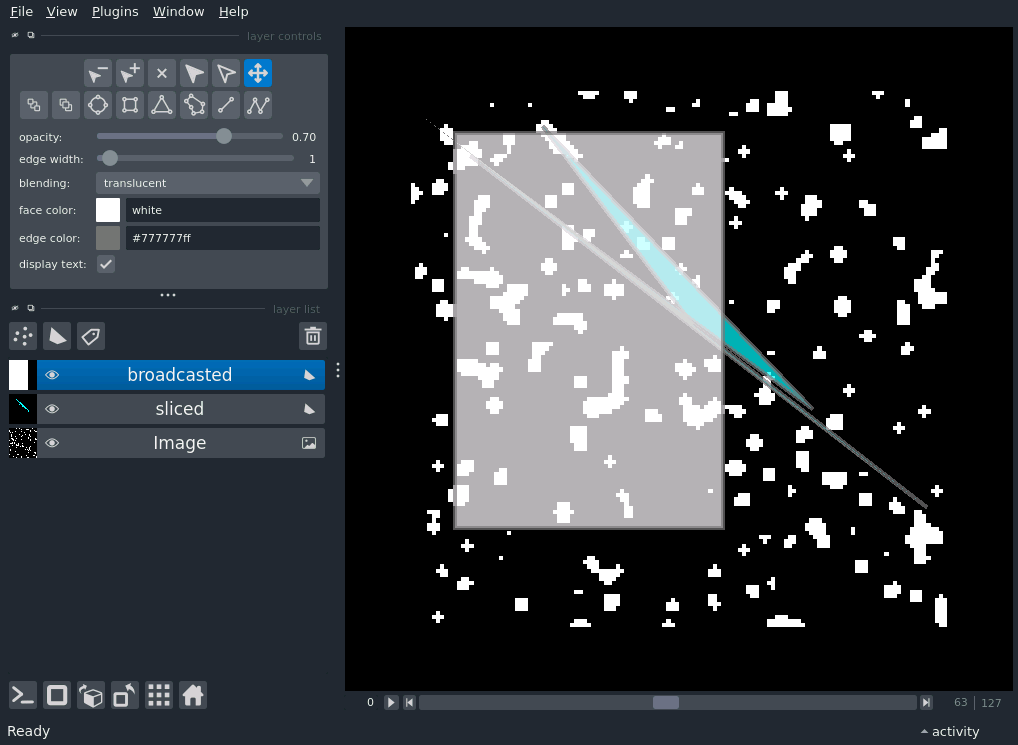 File View Plugins Window Help
layer controls
opacity: 0.70
edge width: 1
blending: translucent
face color: white
edge color: #777777ff
display text:
layer list
broadcasted
sliced
Image
0 63 127
Ready activity